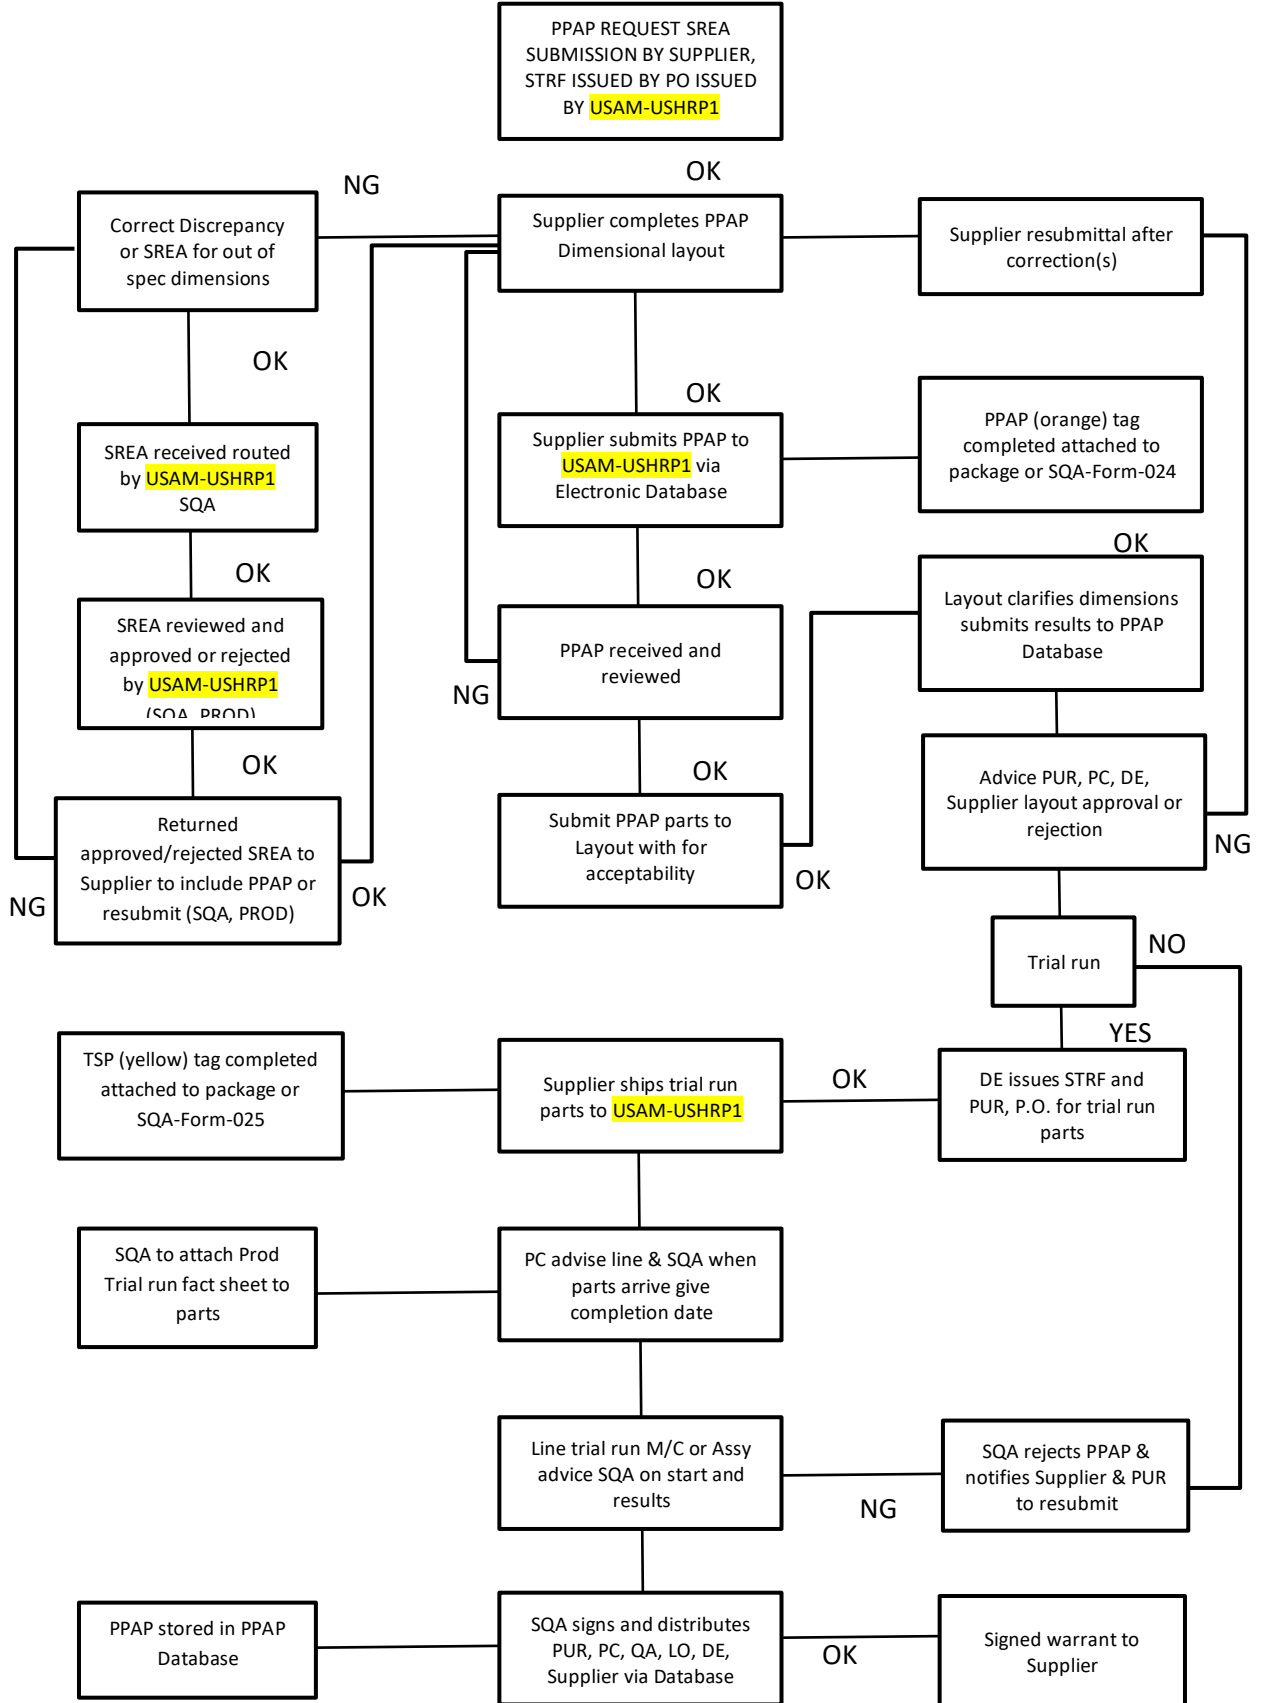 PPAP REQUEST SREA
SUBMISSION BY SUPPLIER,
STRF ISSUED BY PO ISSUED
BY USAM-USHRP1
OK
NG
Correct Discrepancy
or SREA for out of
spec dimensions
Supplier completes PPAP
Dimensional layout
Supplier resubmittal after
correction(s)
OK
OK
SREA received routed
by USAM-USHRP1
SQA
Supplier submits PPAP to
USAM-USHRP1 via
Electronic Database
PPAP (orange) tag
completed attached to
package or SQA-Form-024
OK
OK
OK
SREA reviewed and
approved or rejected
by USAM-USHRP1
(SQA, PROD)
PPAP received and
reviewed
Layout clarifies dimensions
submits results to PPAP
Database
NG
OK
OK
Returned
approved/rejected SREA to
Supplier to include PPAP or
resubmit (SQA, PROD)
NG
OK
Submit PPAP parts to
Layout with for
acceptability
OK
Advice PUR, PC, DE,
Supplier layout approval or
rejection
NG
Trial run
NO
YES
TSP (yellow) tag completed
attached to package or
SQA-Form-025
Supplier ships trial run
parts to USAM-USHRP1
OK
DE issues STRF and
PUR, P.O. for trial run
parts
SQA to attach Prod
Trial run fact sheet to
parts
PC advise line & SQA when
parts arrive give
completion date
Line trial run M/C or Assy
advice SQA on start and
results
NG
SQA rejects PPAP &
notifies Supplier & PUR
to resubmit
PPAP stored in PPAP
Database
SQA signs and distributes
PUR, PC, QA, LO, DE,
Supplier via Database
OK
Signed warrant to
Supplier